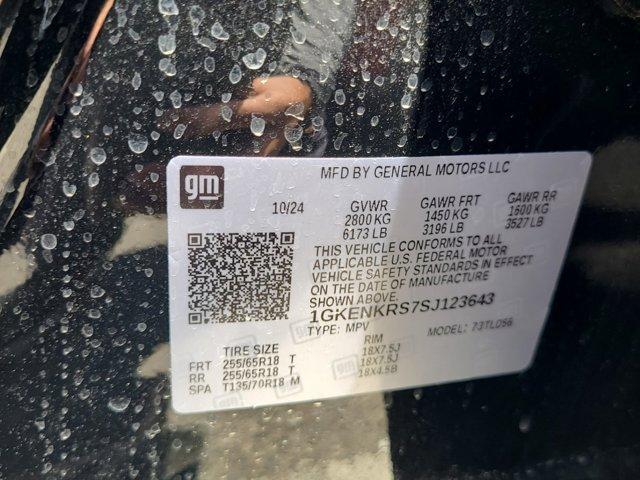 gm
MFD BY GENERAL MOTORS LLC
10/24 GVWR GAWR FRT GAWR RR
2800 KG 1450 KG 1600 KG
6173 LB 3196 LB 3527 LB
THIS VEHICLE CONFORMS TO ALL
APPLICABLE U.S. FEDERAL MOTOR
VEHICLE SAFETY STANDARDS IN EFFECT
ON THE DATE OF MANUFACTURE
SHOWN ABOVE.
1GKENKRS7SJ123643
TYPE: MPV MODEL: 73TL056
TIRE SIZE RIM
FRT 255/65R18 T 18X7.5J
RR 255/65R18 T 18X7.5J
SPA T135/70R18 M 18X4.5B